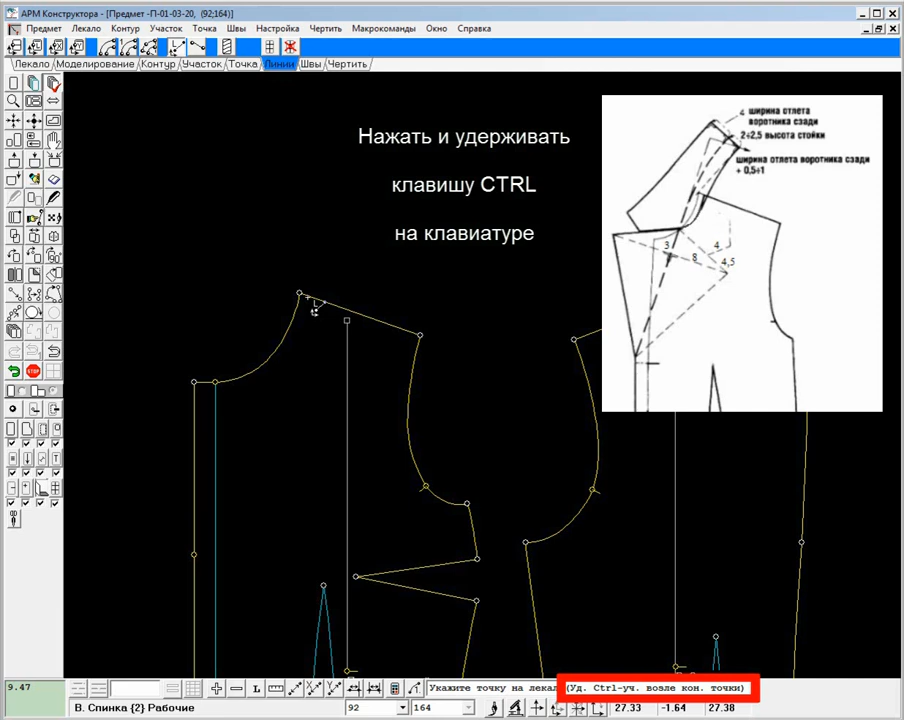 АРМ Конструктора - [Предмет -П-01-03-20, (92;164)]
Предмет Лекало Контур Участок Точка Швы Настройка Чертить Макрокоманды Окно Справка
Лекало Моделирование Контур Участок Точка Линии Швы Чертить
Нажать и удерживать
клавишу CTRL
на клавиатуре
4 ширина отлета
воротника сзади
2÷2,5 высота стойки
ширина отлета воротника сзади
+ 0,5÷1
3
8
4
4,5
9.47
Укажите точку на лекал (Уд. Ctrl-уч. возле кон. точки)
В. Спинка {2} Рабочие
92
164
27.33 -1.64 27.38